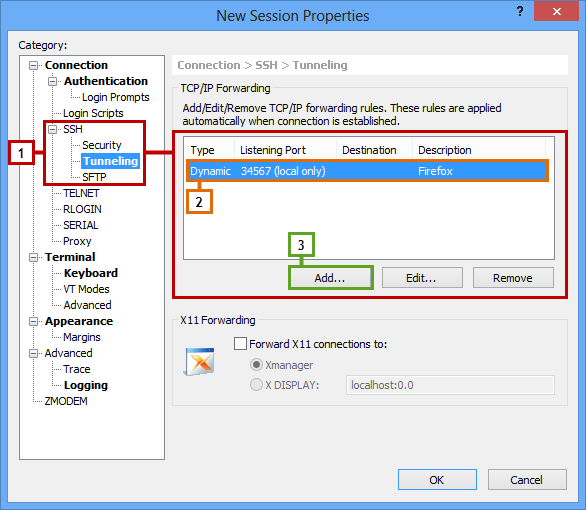 New Session Properties
?
Category:
Connection
Authentication
Login Prompts
Login Scripts
SSH
1
Security
Tunneling
SFTP
TELNET
RLOGIN
SERIAL
Proxy
Terminal
Keyboard
VT Modes
Advanced
Appearance
Margins
Advanced
Trace
Logging
ZMODEM
Connection > SSH > Tunneling
TCP/IP Forwarding
Add/Edit/Remove TCP/IP forwarding rules. These rules are applied
automatically when connection is established.
Type Listening Port Destination Description
Dynamic 34567 (local only) Firefox
2
3
Add... Edit... Remove
X11 Forwarding
Forward X11 connections to:
Xmanager
X DISPLAY: localhost:0.0
OK Cancel